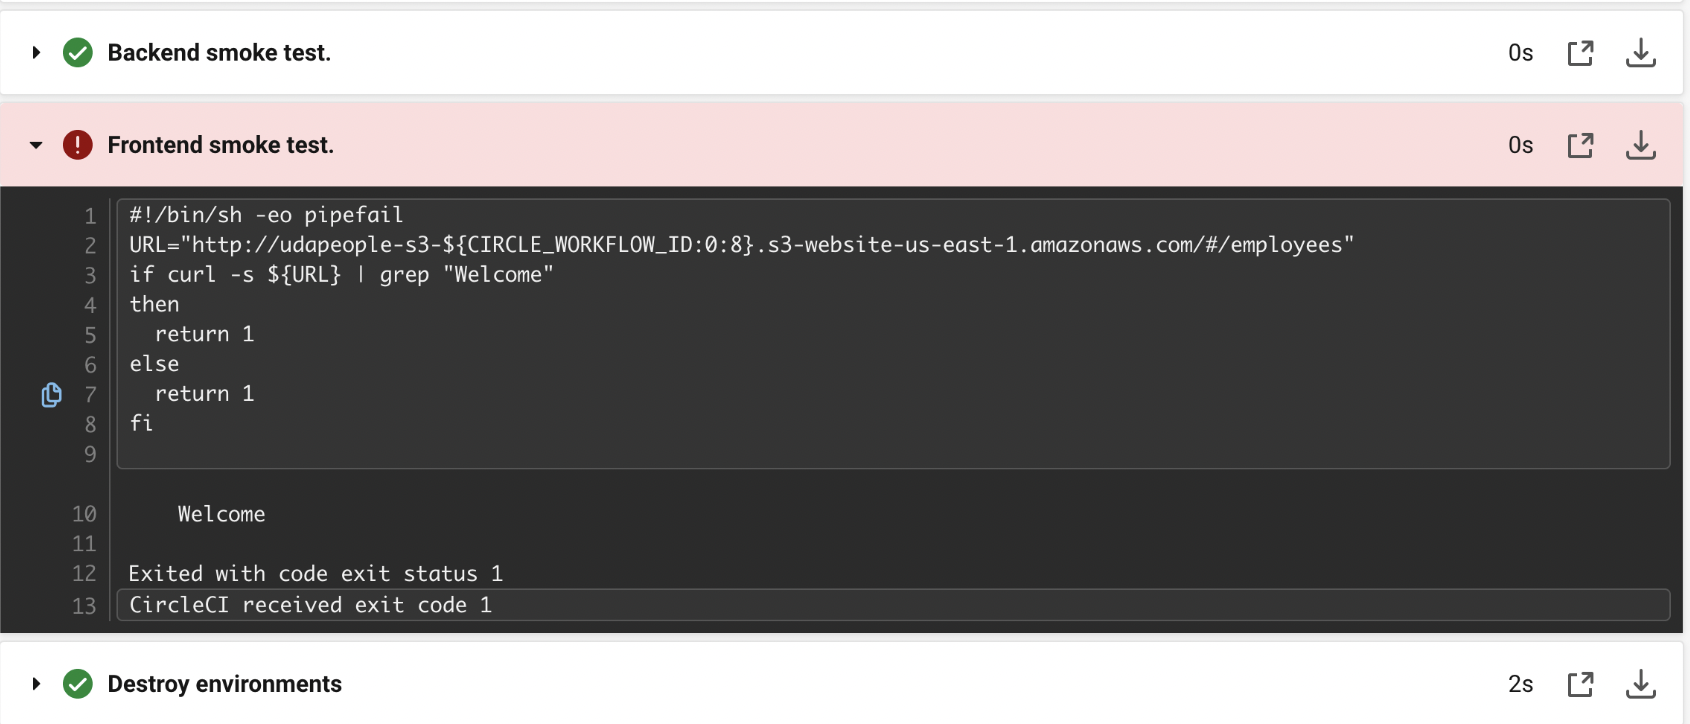 Backend smoke test.
0s
Frontend smoke test.
0s
1 #!/bin/sh -eo pipefail
2 URL="http://udapeople-s3-${CIRCLE_WORKFLOW_ID:0:8}.s3-website-us-east-1.amazonaws.com/#/employees"
3 if curl -s ${URL} | grep "Welcome"
4 then
5   return 1
6 else
7   return 1
8 fi
9
10     Welcome
11
12 Exited with code exit status 1
13 CircleCI received exit code 1
Destroy environments
2s